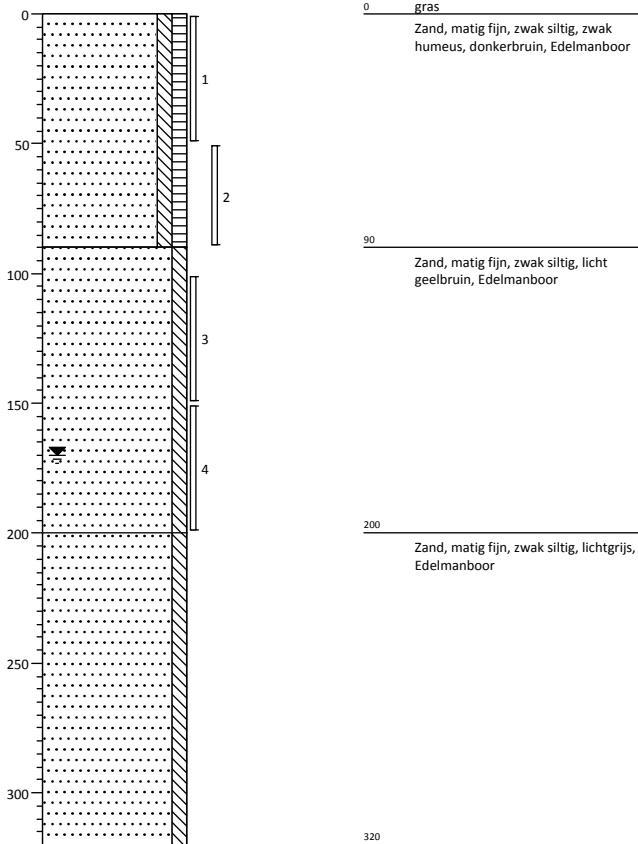 0
50
100
150
200
250
300
1
2
3
4
0
gras
Zand, matig fijn, zwak siltig, zwak
humeus, donkerbruin, Edelmanboor
90
Zand, matig fijn, zwak siltig, licht
geelbruin, Edelmanboor
200
Zand, matig fijn, zwak siltig, lichtgrijs,
Edelmanboor
320